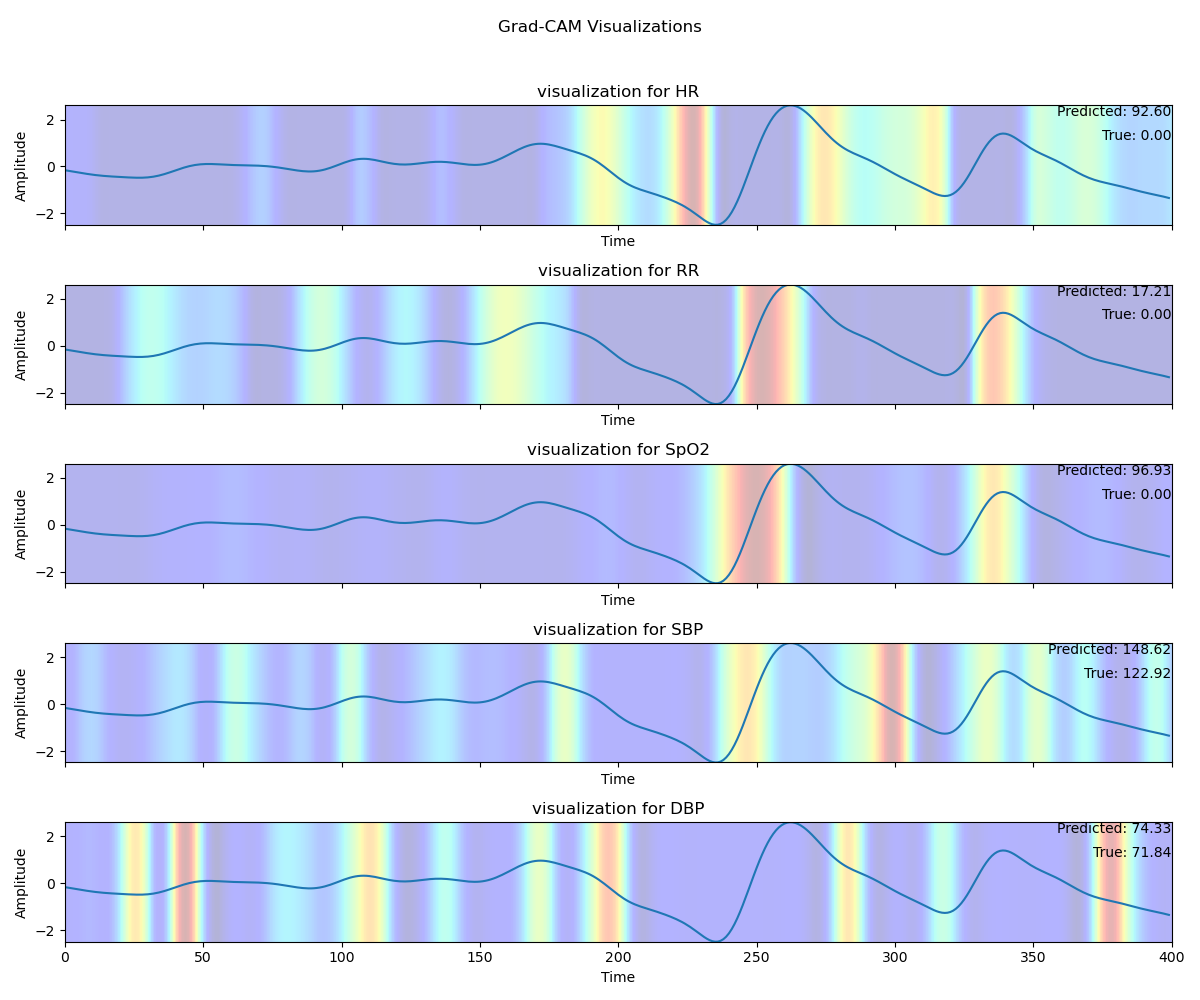 Grad-CAM Visualizations
visualization for HR
Predicted: 92.60
True: 0.00
2
0
−2
Amplitude
Time
visualization for RR
Predicted: 17.21
True: 0.00
2
0
−2
Amplitude
Time
visualization for SpO2
Predicted: 96.93
True: 0.00
2
0
−2
Amplitude
Time
visualization for SBP
Predicted: 148.62
True: 122.92
2
0
−2
Amplitude
Time
visualization for DBP
Predicted: 74.33
True: 71.84
2
0
−2
Amplitude
0 50 100 150 200 250 300 350 400
Time